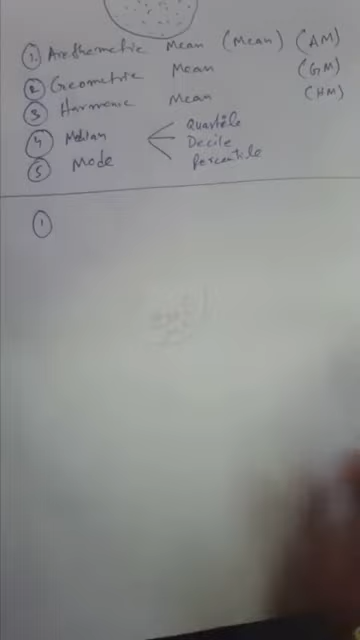 ① Arethemetric Mean (Mean) (AM)
② Geometric Mean (GM)
③ Harmonic Mean (HM)
④ Median Quartile
Decile
Percentile
⑤ Mode
①